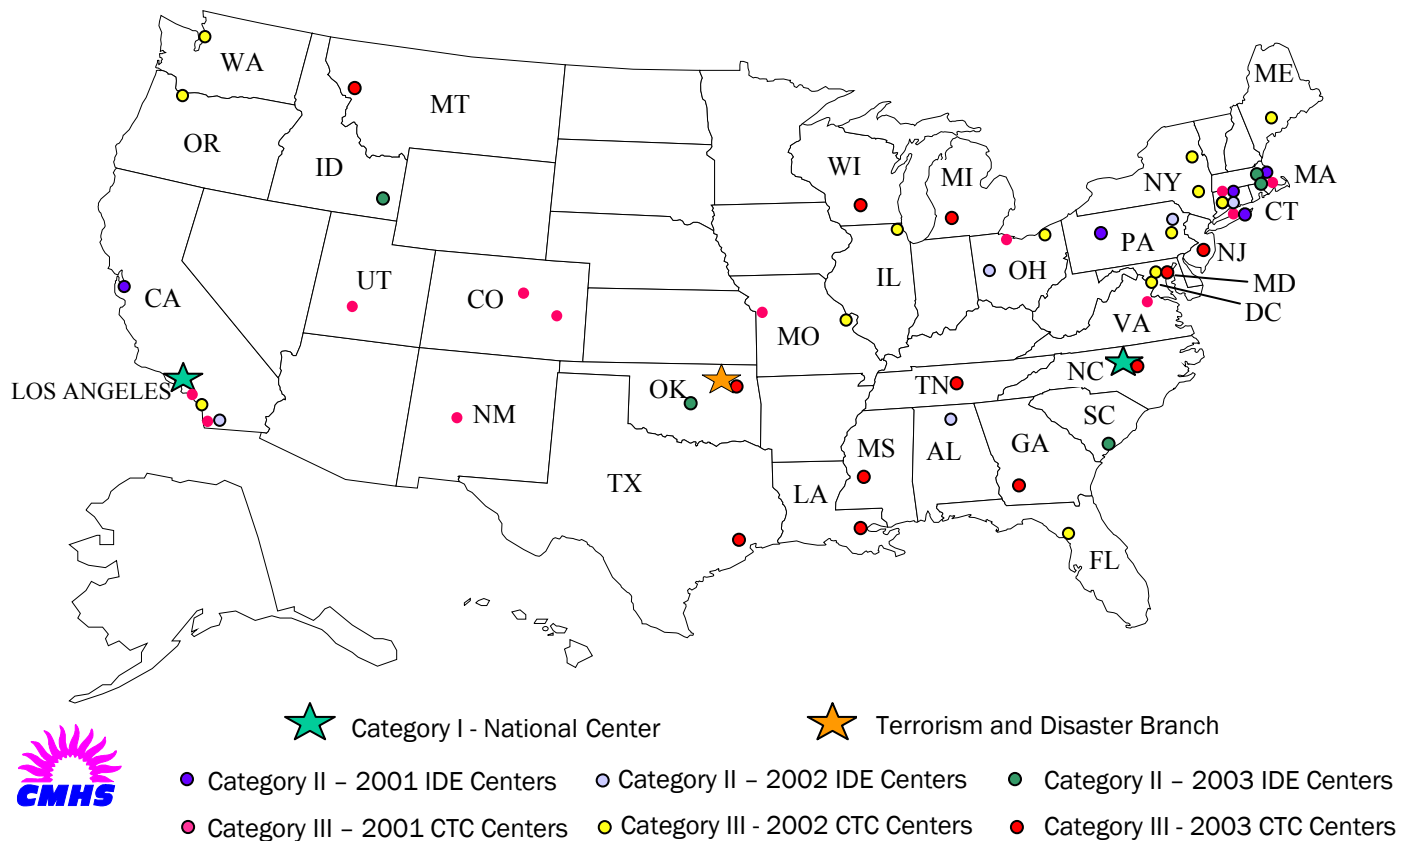 WA
ME
MT
OR
WI
ID
MI
NY
MA
CT
PA
NJ
UT
IL
OH
CO
CA
MD
DC
VA
MO
NC
LOS ANGELES
OK
TN
NM
SC
MS
AL
GA
TX
LA
FL
Category I - National Center
Terrorism and Disaster Branch
Category II – 2001 IDE Centers
Category II – 2002 IDE Centers
Category II – 2003 IDE Centers
CMHS
Category III – 2001 CTC Centers
Category III - 2002 CTC Centers
Category III - 2003 CTC Centers